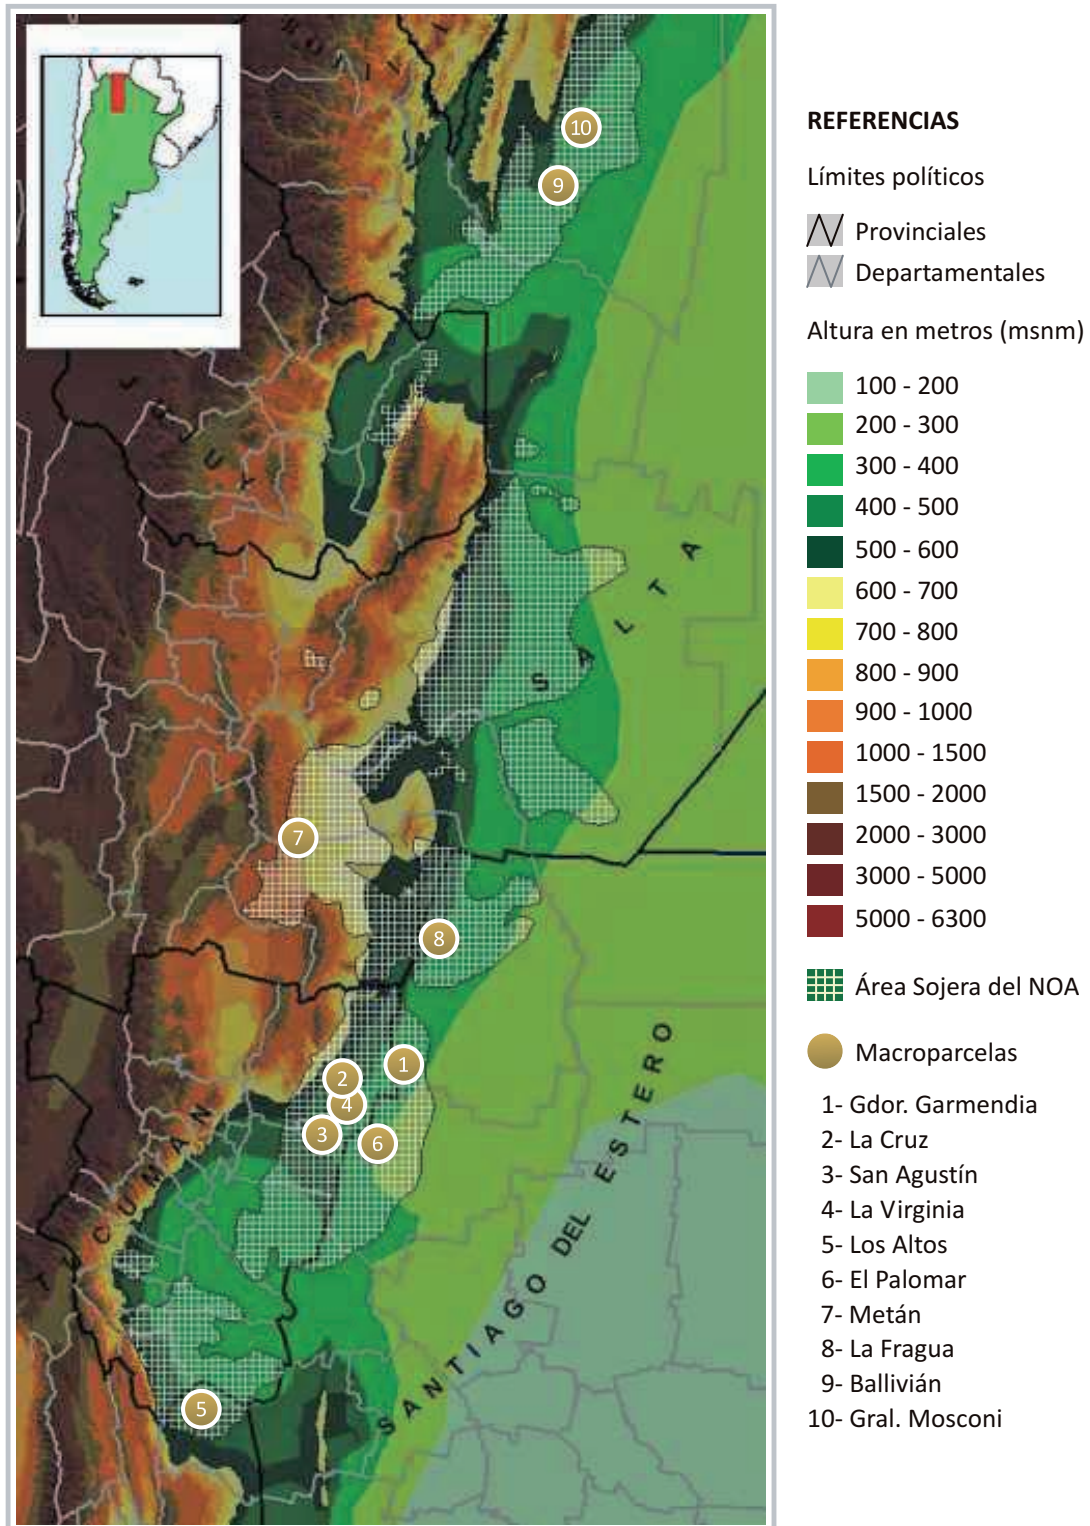 JUJUY
SALTA
TUCUMAN
SANTIAGO DEL ESTERO
10
9
7
8
1
2
4
3
6
5
REFERENCIAS
Límites políticos
Provinciales
Departamentales
Altura en metros (msnm)
100 - 200
200 - 300
300 - 400
400 - 500
500 - 600
600 - 700
700 - 800
800 - 900
900 - 1000
1000 - 1500
1500 - 2000
2000 - 3000
3000 - 5000
5000 - 6300
Área Sojera del NOA
Macroparcelas
1- Gdor. Garmendia
2- La Cruz
3- San Agustín
4- La Virginia
5- Los Altos
6- El Palomar
7- Metán
8- La Fragua
9- Ballivián
10- Gral. Mosconi